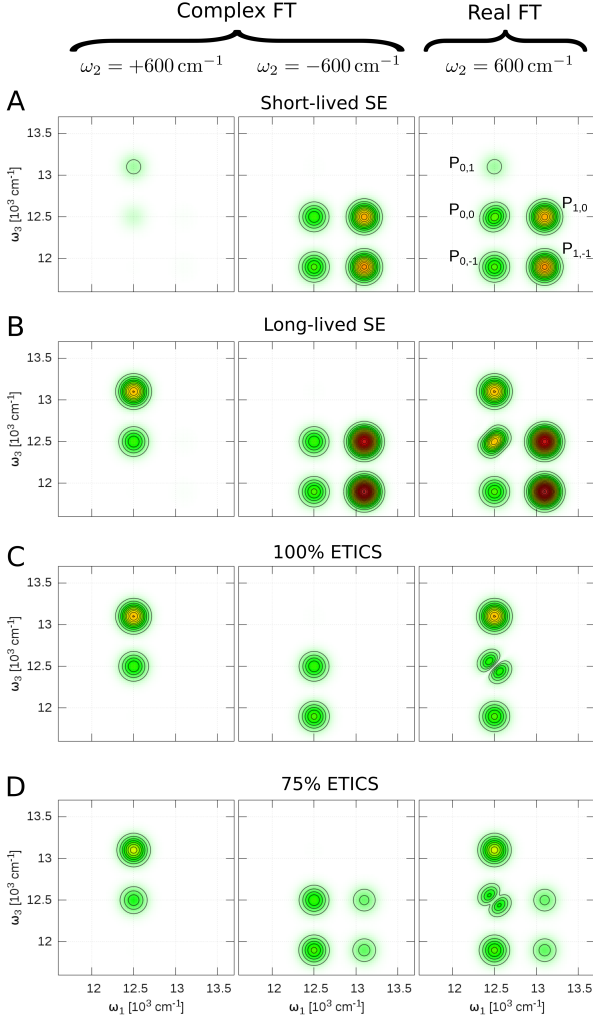 Complex FT Real FT
ω₂ = +600 cm⁻¹ ω₂ = −600 cm⁻¹ ω₂ = 600 cm⁻¹
A Short-lived SE
13.5
13
12.5
12
ω₃ [10³ cm⁻¹]
P₀,₁
P₀,₀
P₁,₀
P₀,₋₁
P₁,₋₁
B Long-lived SE
13.5
13
12.5
12
ω₃ [10³ cm⁻¹]
C 100% ETICS
13.5
13
12.5
12
ω₃ [10³ cm⁻¹]
D 75% ETICS
13.5
13
12.5
12
ω₃ [10³ cm⁻¹]
12 12.5 13 13.5 12 12.5 13 13.5 12 12.5 13 13.5
ω₁ [10³ cm⁻¹] ω₁ [10³ cm⁻¹] ω₁ [10³ cm⁻¹]